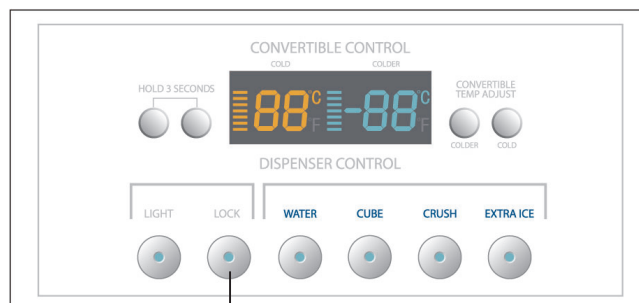 CONVERTIBLE CONTROL
COLD COLDER
HOLD 3 SECONDS
88°C F -88°C F
CONVERTIBLE
TEMP ADJUST
COLDER COLD
DISPENSER CONTROL
LIGHT LOCK WATER CUBE CRUSH EXTRA ICE